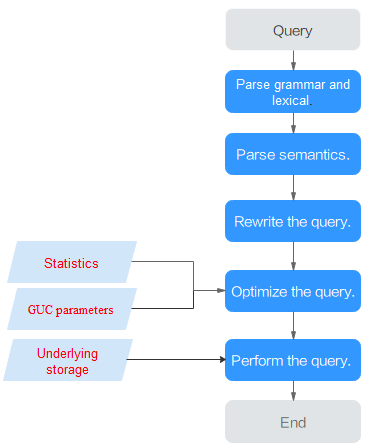 Query
Parse grammar and
lexical.
Parse semantics.
Rewrite the query.
Statistics
Optimize the query.
GUC parameters
Underlying
storage
Perform the query.
End